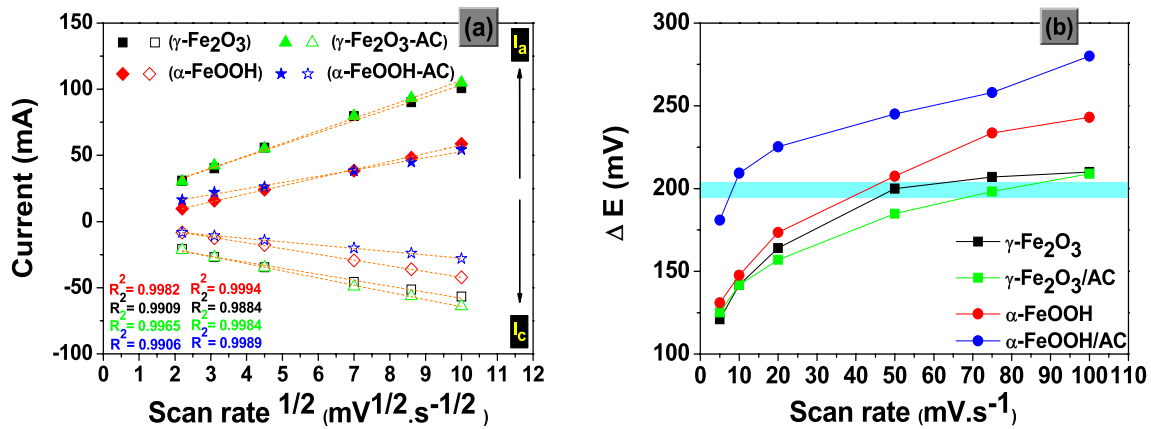 (a)
I_a
(γ-Fe2O3)
(γ-Fe2O3-AC)
(α-FeOOH)
(α-FeOOH-AC)
150
100
50
0
-50
-100
Current (mA)
R2= 0.9982 R2= 0.9994
R2= 0.9909 R2= 0.9884
R2= 0.9965 R2= 0.9984
R2= 0.9906 R2= 0.9989
I_c
0 1 2 3 4 5 6 7 8 9 10 11 12
Scan rate 1/2 (mV1/2.s-1/2)
(b)
300
250
200
150
100
Δ E (mV)
γ-Fe2O3
γ-Fe2O3/AC
α-FeOOH
α-FeOOH/AC
0 10 20 30 40 50 60 70 80 90 100 110
Scan rate (mV.s-1)